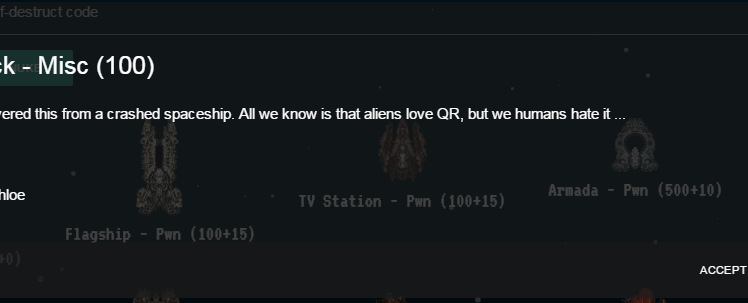 f-destruct code
ck - Misc (100)
vered this from a crashed spaceship. All we know is that aliens love QR, but we humans hate it ...
hloe
TV Station - Pwn (100+15)
Armada - Pwn (500+10)
Flagship - Pwn (100+15)
+0)
ACCEPT